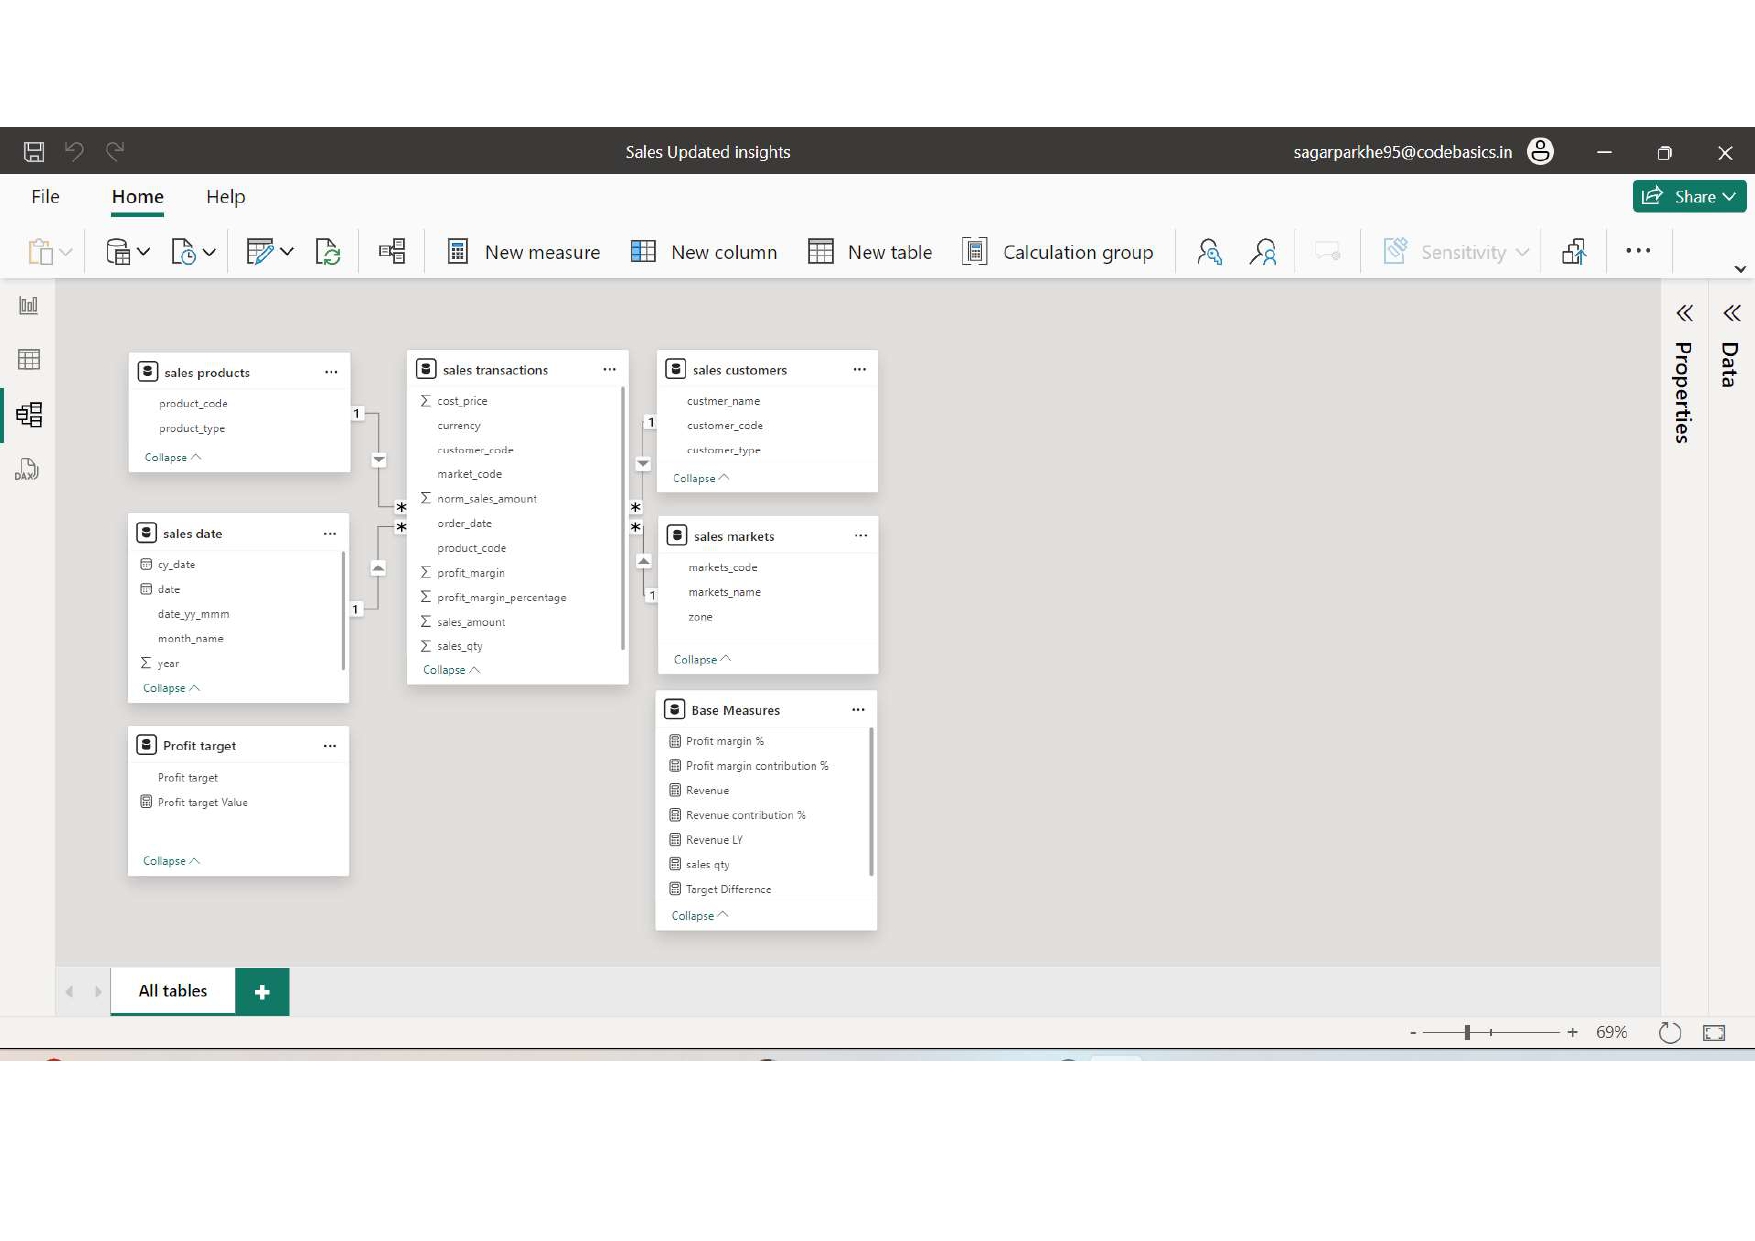 Sales Updated insights
sagarparkhe95@codebasics.in
File Home Help
Share
New measure New column New table Calculation group Sensitivity
DAX
Properties
Data
sales products
product_code
product_type
Collapse
sales date
cy_date
date
date_yy_mmm
month_name
Σ year
Collapse
Profit target
Profit target
Profit target Value
Collapse
1
*
*
1
sales transactions
Σ cost_price
currency
customer_code
market_code
Σ norm_sales_amount
order_date
product_code
Σ profit_margin
Σ profit_margin_percentage
Σ sales_amount
Σ sales_qty
Collapse
1
*
*
1
sales customers
custmer_name
customer_code
customer_type
Collapse
sales markets
markets_code
markets_name
zone
Collapse
Base Measures
Profit margin %
Profit margin contribution %
Revenue
Revenue contribution %
Revenue LY
sales qty
Target Difference
Collapse
All tables
- + 69%